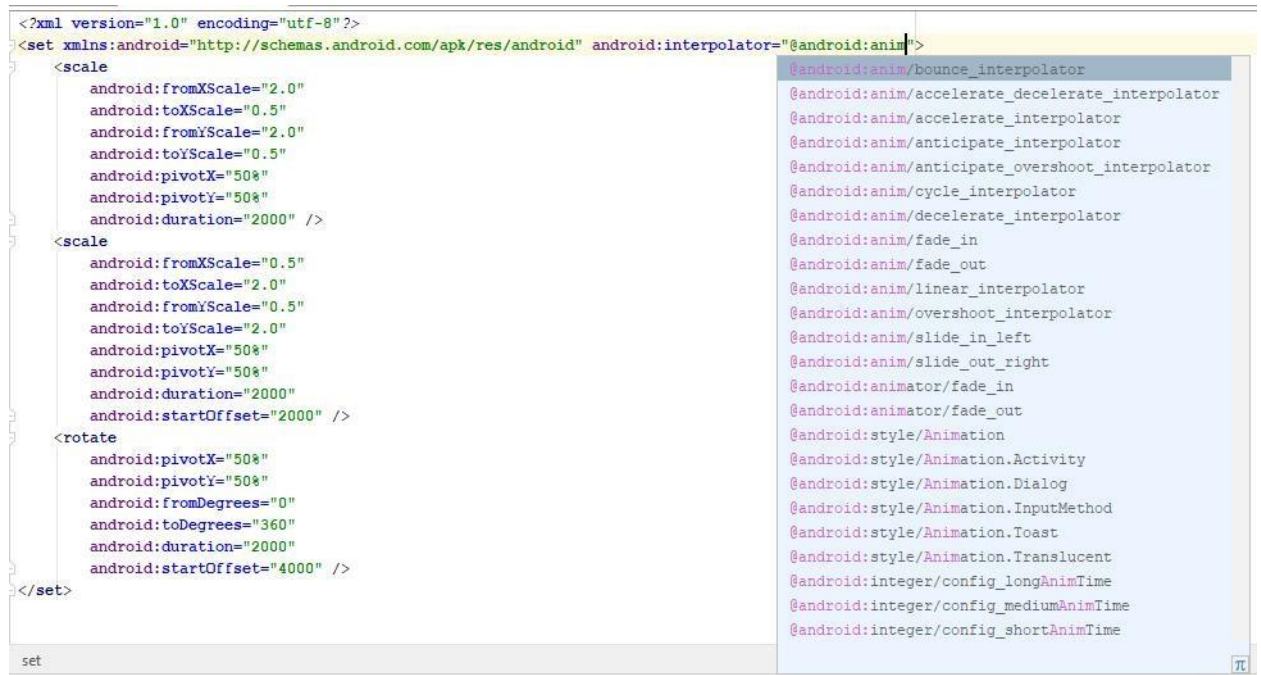 <?xml version="1.0" encoding="utf-8"?>
<set xmlns:android="http://schemas.android.com/apk/res/android" android:interpolator="@android:anim">
<scale
android:fromXScale="2.0"
android:toXScale="0.5"
android:fromYScale="2.0"
android:toYScale="0.5"
android:pivotX="50%"
android:pivotY="50%"
android:duration="2000" />
<scale
android:fromXScale="0.5"
android:toXScale="2.0"
android:fromYScale="0.5"
android:toYScale="2.0"
android:pivotX="50%"
android:pivotY="50%"
android:duration="2000"
android:startOffset="2000" />
<rotate
android:pivotX="50%"
android:pivotY="50%"
android:fromDegrees="0"
android:toDegrees="360"
android:duration="2000"
android:startOffset="4000" />
</set>
@android:anim/bounce_interpolator
@android:anim/accelerate_decelerate_interpolator
@android:anim/accelerate_interpolator
@android:anim/anticipate_interpolator
@android:anim/anticipate_overshoot_interpolator
@android:anim/cycle_interpolator
@android:anim/decelerate_interpolator
@android:anim/fade_in
@android:anim/fade_out
@android:anim/linear_interpolator
@android:anim/overshoot_interpolator
@android:anim/slide_in_left
@android:anim/slide_out_right
@android:animator/fade_in
@android:animator/fade_out
@android:style/Animation
@android:style/Animation.Activity
@android:style/Animation.Dialog
@android:style/Animation.InputMethod
@android:style/Animation.Toast
@android:style/Animation.Translucent
@android:integer/config_longAnimTime
@android:integer/config_mediumAnimTime
@android:integer/config_shortAnimTime
set
π